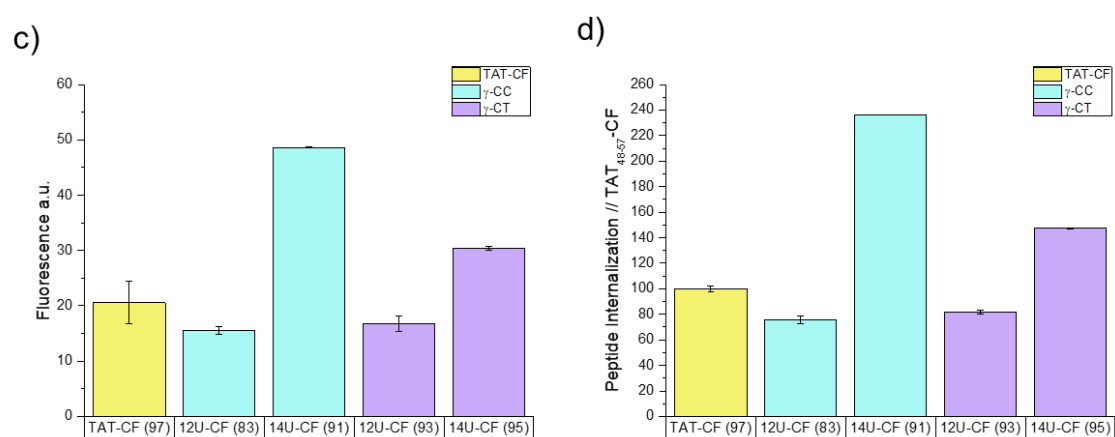 c)
TAT-CF
γ-CC
γ-CT
Fluorescence a.u.
60
50
40
30
20
10
0
TAT-CF (97)
12U-CF (83)
14U-CF (91)
12U-CF (93)
14U-CF (95)
d)
TAT-CF
γ-CC
γ-CT
Peptide Internalization // TAT48-57-CF
260
240
220
200
180
160
140
120
100
80
60
40
20
0
TAT-CF (97)
12U-CF (83)
14U-CF (91)
12U-CF (93)
14U-CF (95)